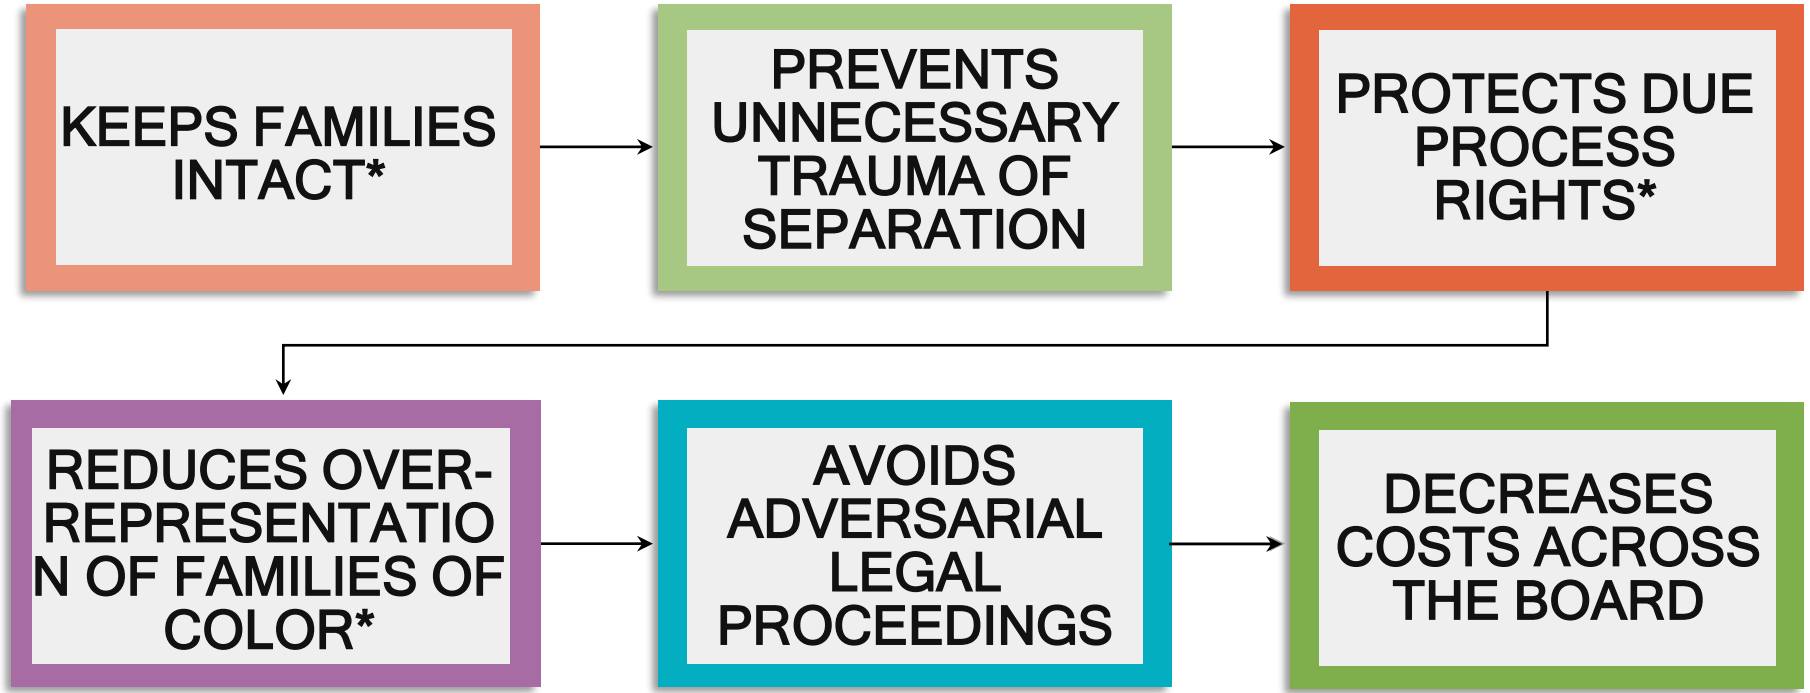 KEEPS FAMILIES
INTACT*
PREVENTS
UNNECESSARY
TRAUMA OF
SEPARATION
PROTECTS DUE
PROCESS
RIGHTS*
REDUCES OVER-
REPRESENTATIO
N OF FAMILIES OF
COLOR*
AVOIDS
ADVERSARIAL
LEGAL
PROCEEDINGS
DECREASES
COSTS ACROSS
THE BOARD